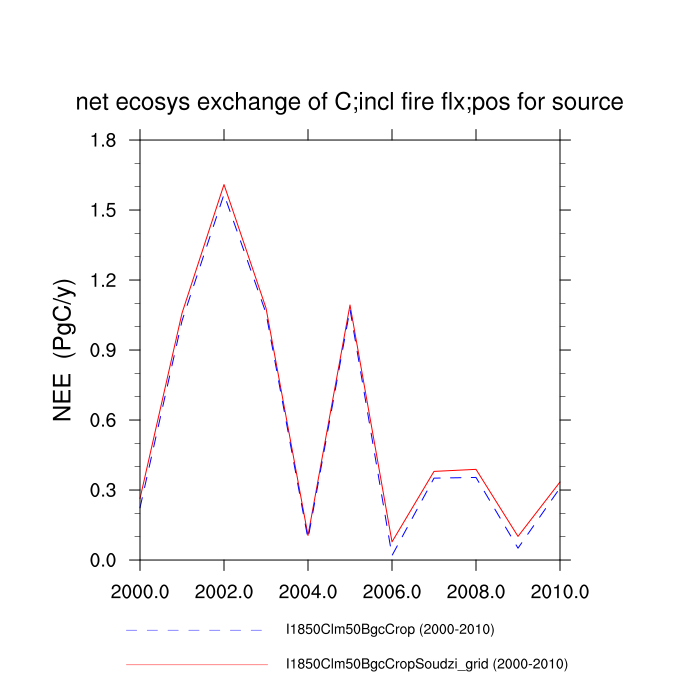 net ecosys exchange of C;incl fire flx;pos for source
1.8
1.5
1.2
0.9
0.6
0.3
0.0
NEE (PgC/y)
2000.0 2002.0 2004.0 2006.0 2008.0 2010.0
I1850Clm50BgcCrop (2000-2010)
I1850Clm50BgcCropSoudzi_grid (2000-2010)